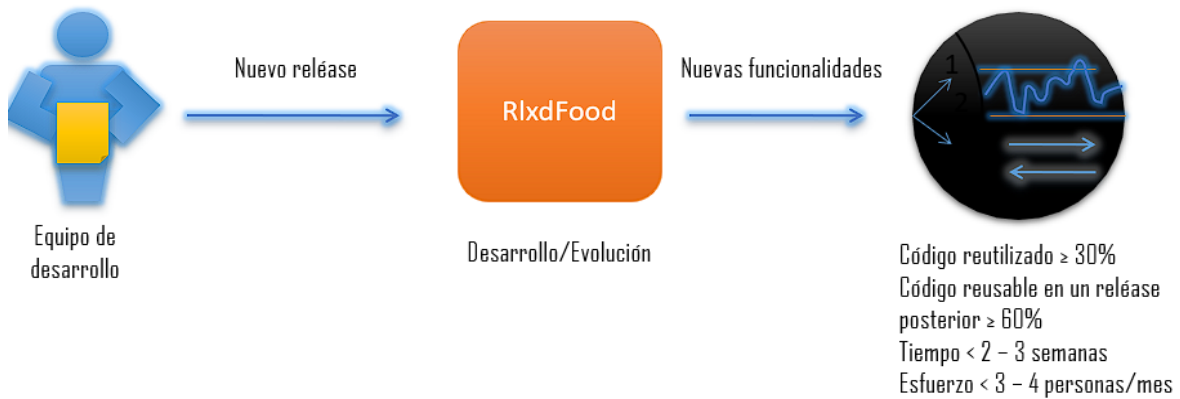 Nuevo reléase
RlxdFood
Nuevas funcionalidades
1
2
Equipo de
desarrollo
Desarrollo/Evolución
Código reutilizado ≥ 30%
Código reusable en un reléase
posterior ≥ 60%
Tiempo < 2 – 3 semanas
Esfuerzo < 3 – 4 personas/mes